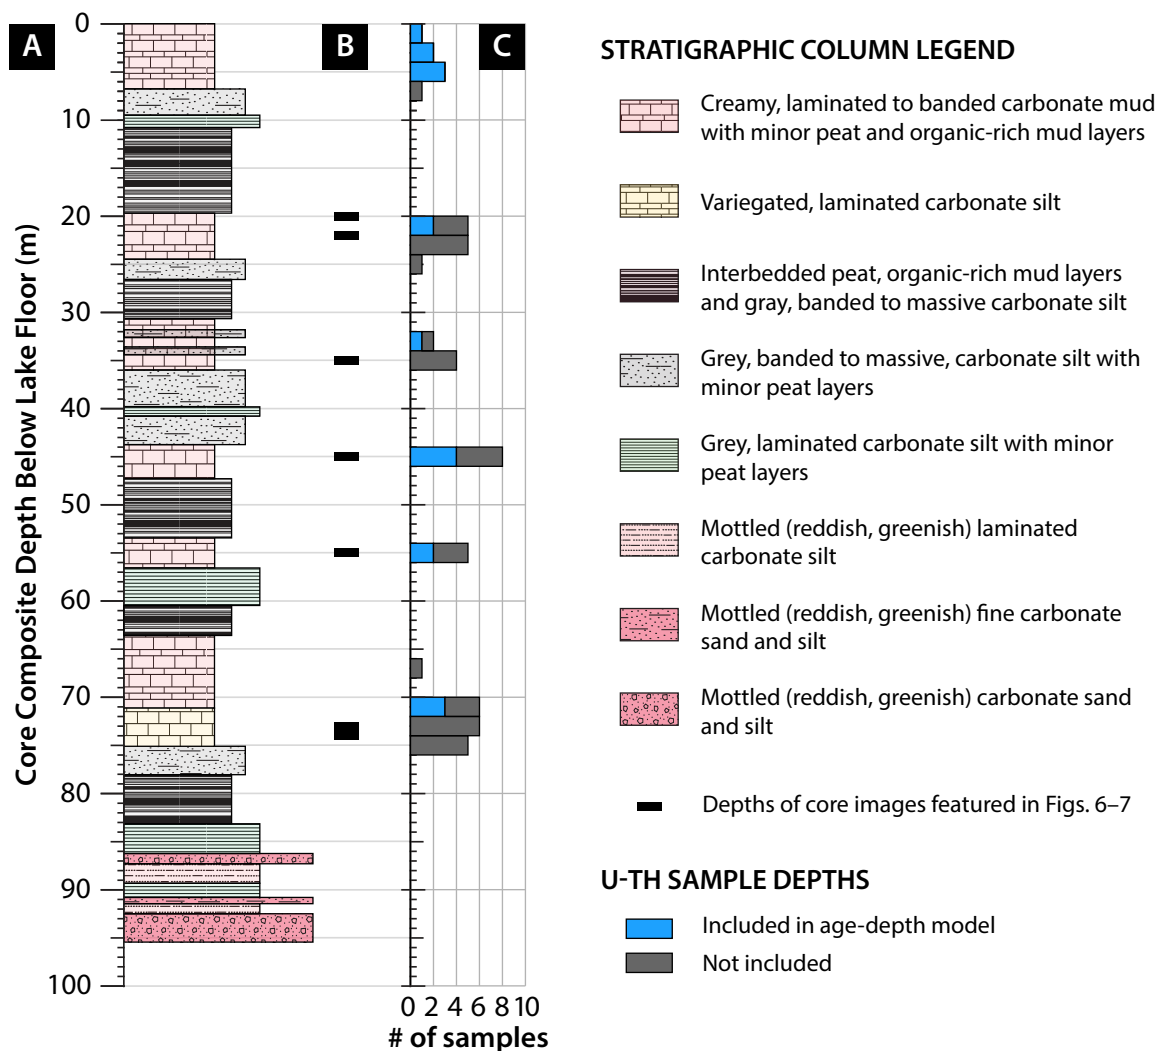 A
B
C
Core Composite Depth Below Lake Floor (m)
0
10
20
30
40
50
60
70
80
90
100
0 2 4 6 8 10
# of samples
STRATIGRAPHIC COLUMN LEGEND
Creamy, laminated to banded carbonate mud
with minor peat and organic-rich mud layers
Variegated, laminated carbonate silt
Interbedded peat, organic-rich mud layers
and gray, banded to massive carbonate silt
Grey, banded to massive, carbonate silt with
minor peat layers
Grey, laminated carbonate silt with minor
peat layers
Mottled (reddish, greenish) laminated
carbonate silt
Mottled (reddish, greenish) fine carbonate
sand and silt
Mottled (reddish, greenish) carbonate sand
and silt
Depths of core images featured in Figs. 6–7
U-TH SAMPLE DEPTHS
Included in age-depth model
Not included